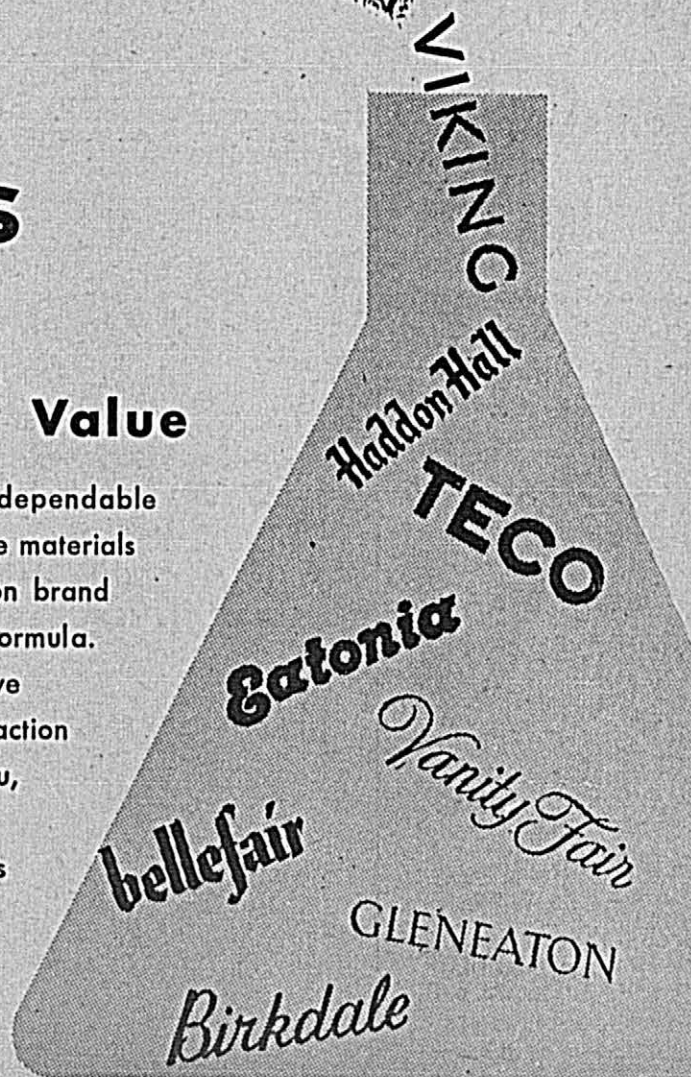 s
Value
dependable
e materials
on brand
ormula.
ve
action
u,
s
VIKING
Haddon Hall
TECO
Eatonia
Vanity Fair
bellefair
GLENEATON
Birkdale